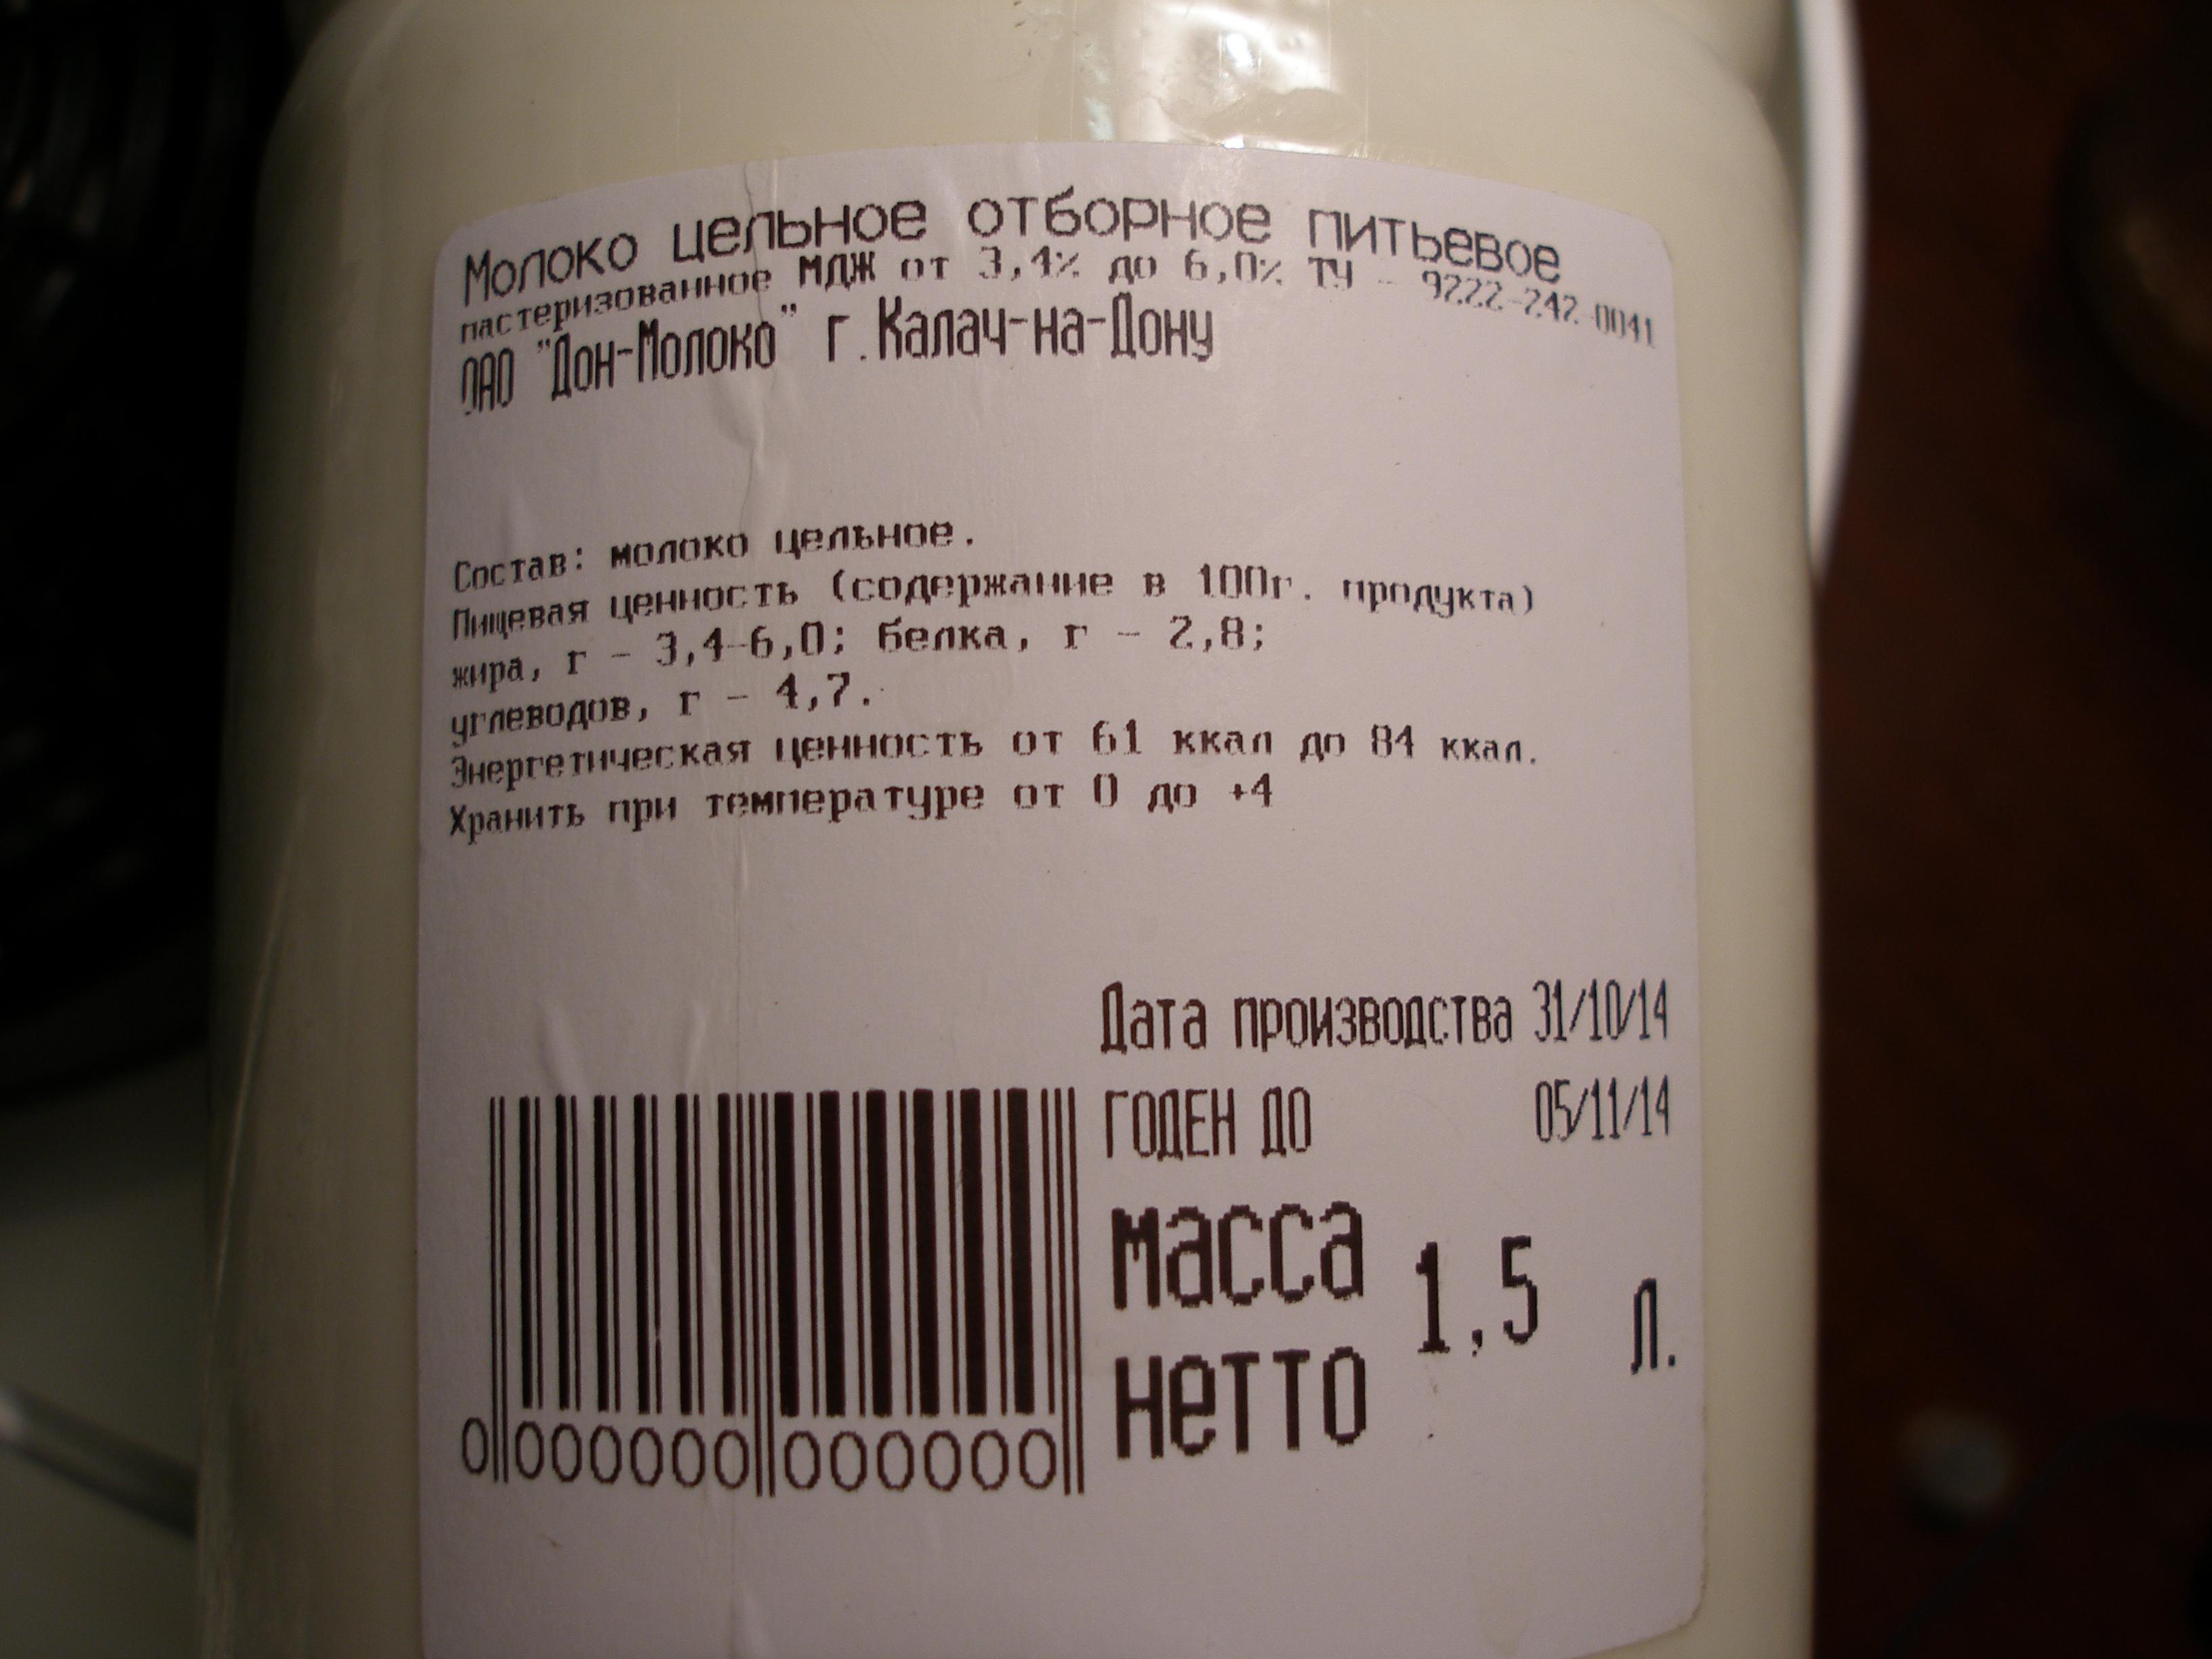 Молоко цельное отборное питьевое
пастеризованное МДЖ от 3,4% до 6,0% ТУ - 9222-242-0041
ОАО "Дон-Молоко" г.Калач-на-Дону
Состав: молоко цельное.
Пищевая ценность (содержание в 100г. продукта)
жира, г - 3,4-6,0; белка, г - 2,8;
углеводов, г - 4,7.
Энергетическая ценность от 61 ккал до 84 ккал.
Хранить при температуре от 0 до +4
Дата производства 31/10/14
ГОДЕН ДО 05/11/14
масса 1,5 л.
нетто
0 000000 000000